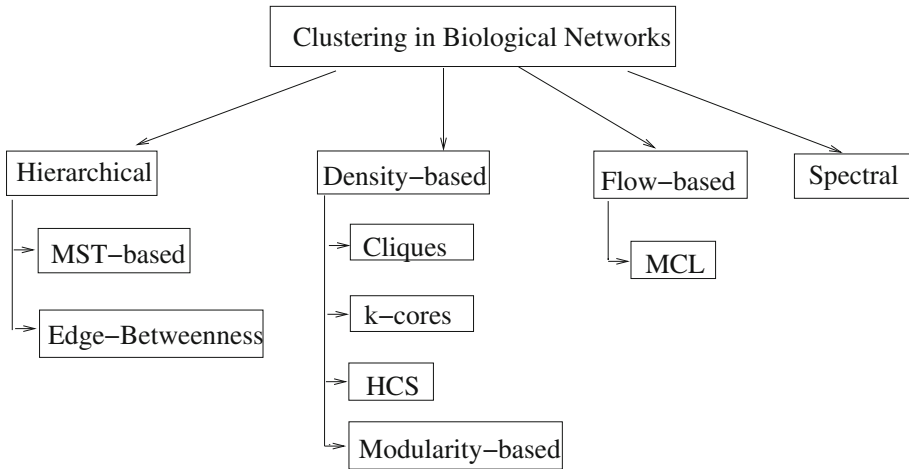 Clustering in Biological Networks
Hierarchical
Density−based
Flow−based
Spectral
MST−based
Edge−Betweenness
Cliques
k−cores
HCS
Modularity−based
MCL